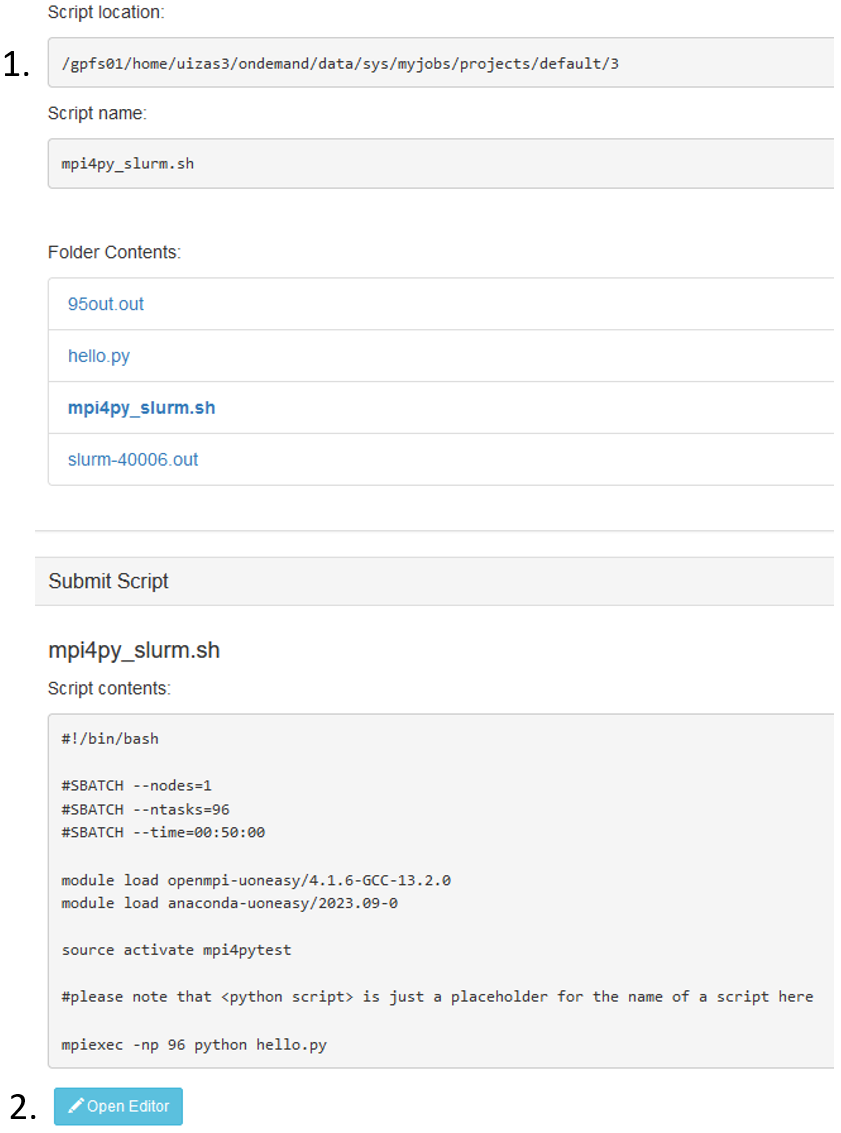 Script location:
1.
/gpfs01/home/uizas3/ondemand/data/sys/myjobs/projects/default/3
Script name:
mpi4py_slurm.sh
Folder Contents:
95out.out
hello.py
mpi4py_slurm.sh
slurm-40006.out
Submit Script
mpi4py_slurm.sh
Script contents:
#!/bin/bash
#SBATCH --nodes=1
#SBATCH --ntasks=96
#SBATCH --time=00:50:00
module load openmpi-uoneasy/4.1.6-GCC-13.2.0
module load anaconda-uoneasy/2023.09-0
source activate mpi4pytest
#please note that <python script> is just a placeholder for the name of a script here
mpiexec -np 96 python hello.py
2.
Open Editor